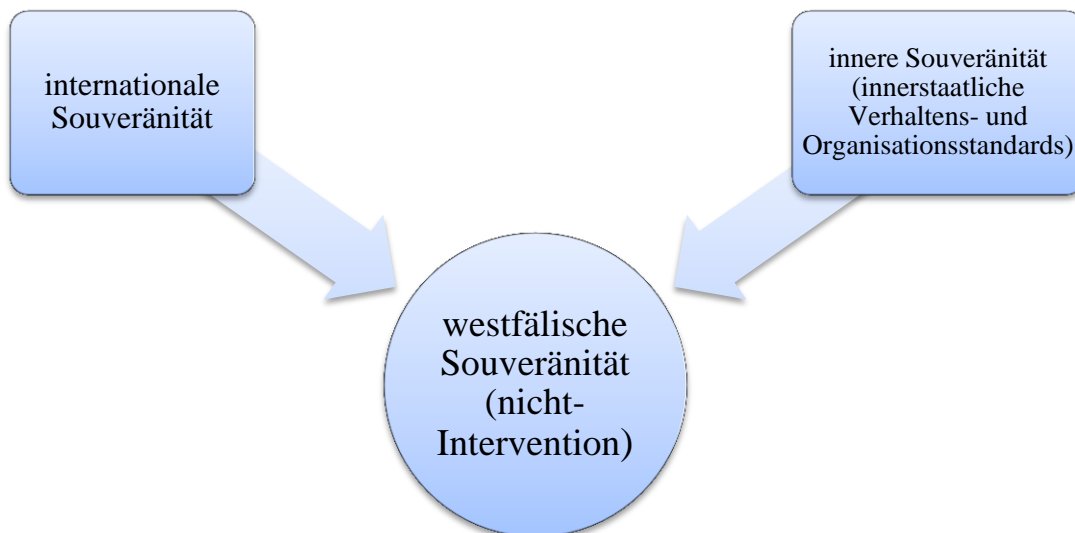 internationale
Souveränität
innere Souveränität
(innerstaatliche
Verhaltens- und
Organisationsstandards)
westfälische
Souveränität
(nicht-
Intervention)